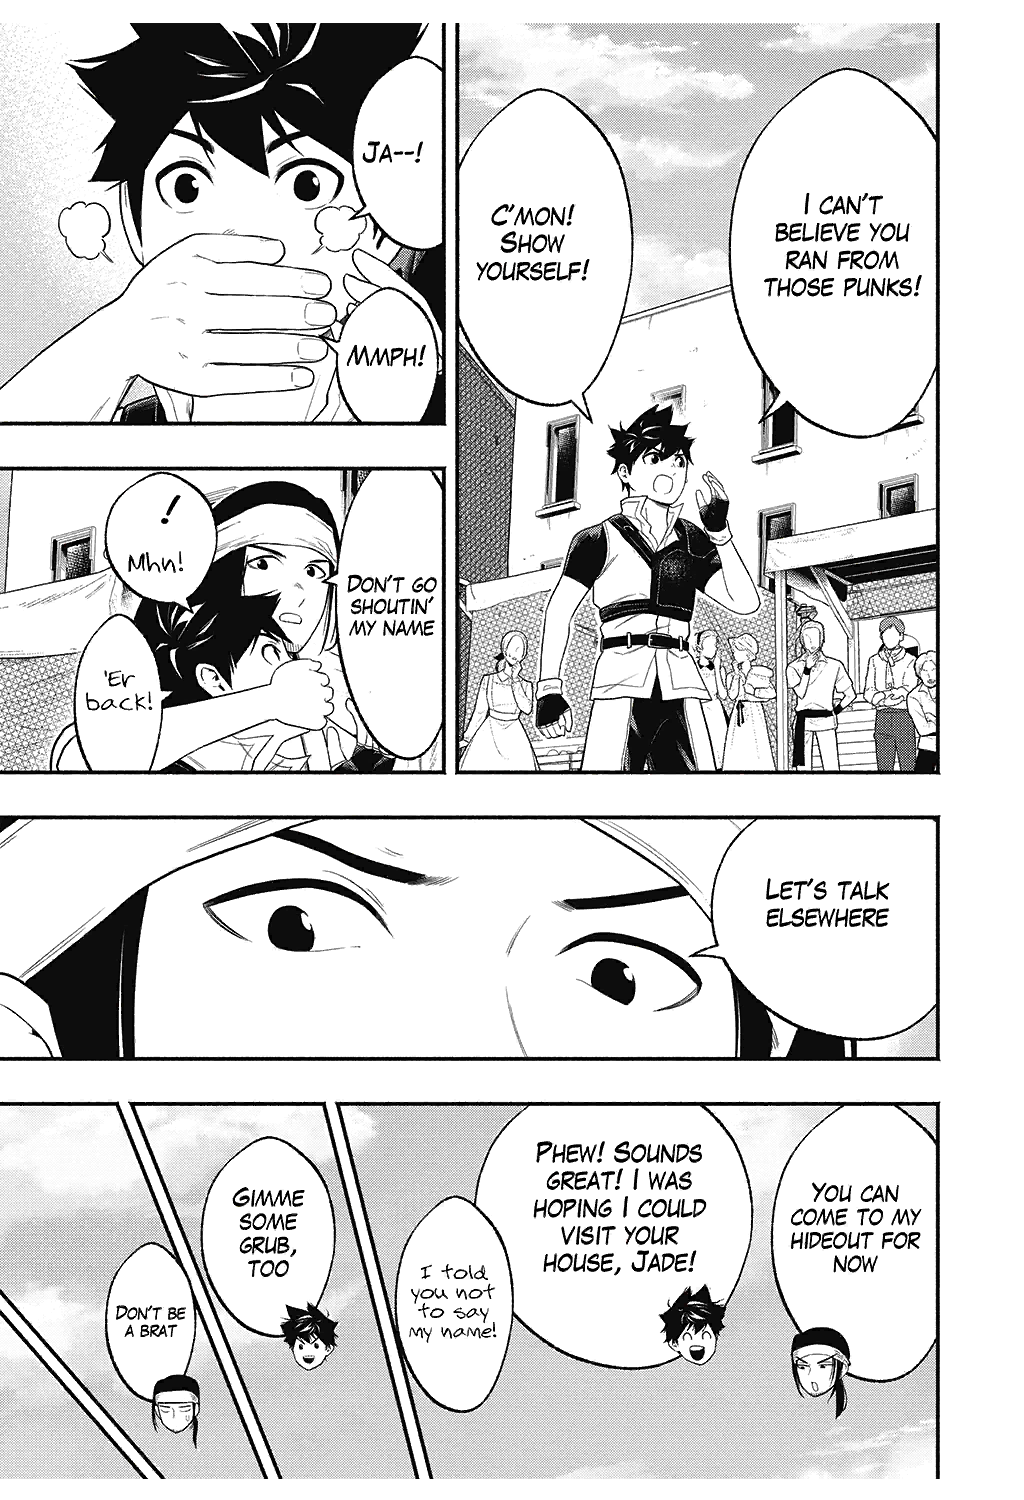 I CAN'T
BELIEVE YOU
RAN FROM
THOSE PUNKS!
C'MON!
SHOW
YOURSELF!
JA--!
MMPH!
DON'T GO
SHOUTIN'
MY NAME
!
Mhn!
'Er
back!
LET'S TALK
ELSEWHERE
YOU CAN
COME TO MY
HIDEOUT FOR
NOW
PHEW! SOUNDS
GREAT! I WAS
HOPING I COULD
VISIT YOUR
HOUSE, JADE!
I told
you not
to say
my name!
GIMME
SOME
GRUB,
TOO
DON'T BE
A BRAT